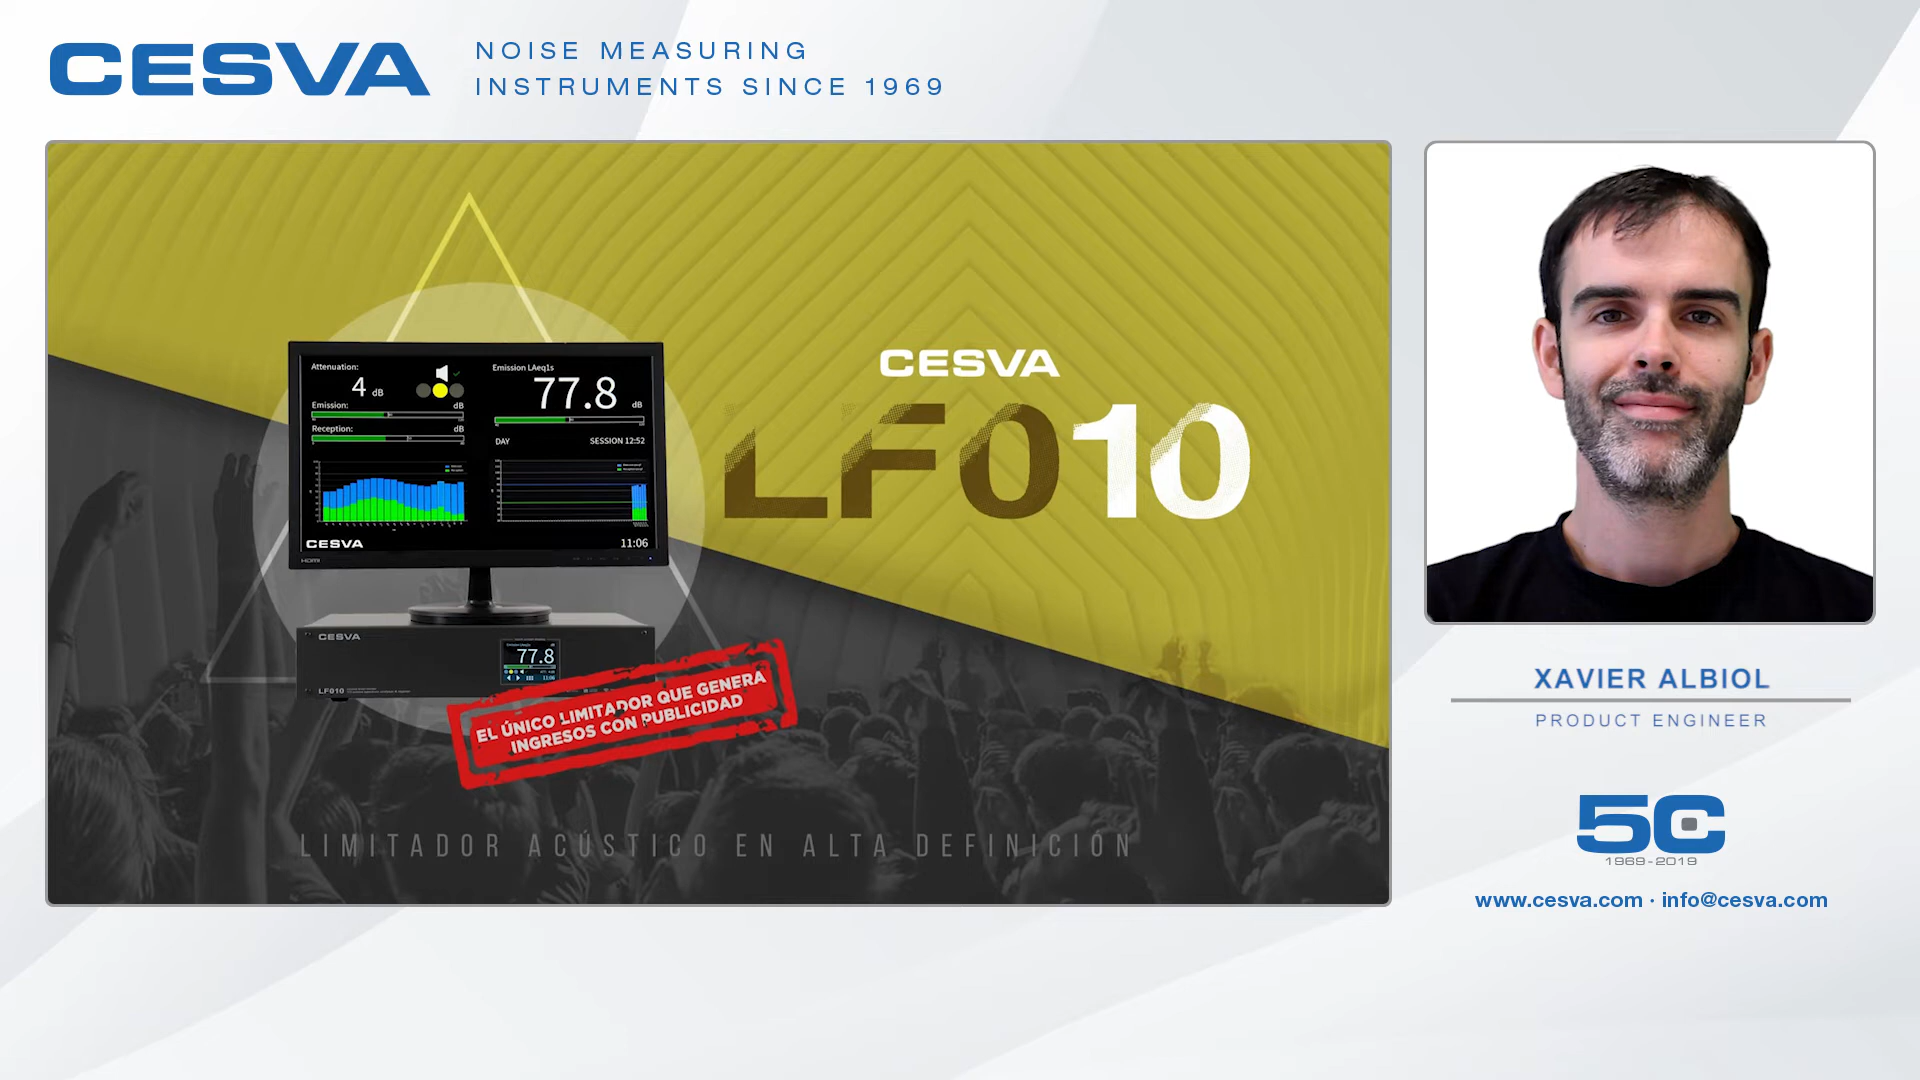 CESVA
NOISE MEASURING
INSTRUMENTS SINCE 1969
Attenuation:
4 dB
Emission: dB
Reception: dB
Emission LAeq1s
77.8 dB
DAY
SESSION 12:52
CESVA
11:06
HDMI
CESVA
77.8
11:06
LF010
CESVA
LF010
EL ÚNICO LIMITADOR QUE GENERA
INGRESOS CON PUBLICIDAD
LIMITADOR ACÚSTICO EN ALTA DEFINICIÓN
XAVIER ALBIOL
PRODUCT ENGINEER
50
1969-2019
www.cesva.com · info@cesva.com